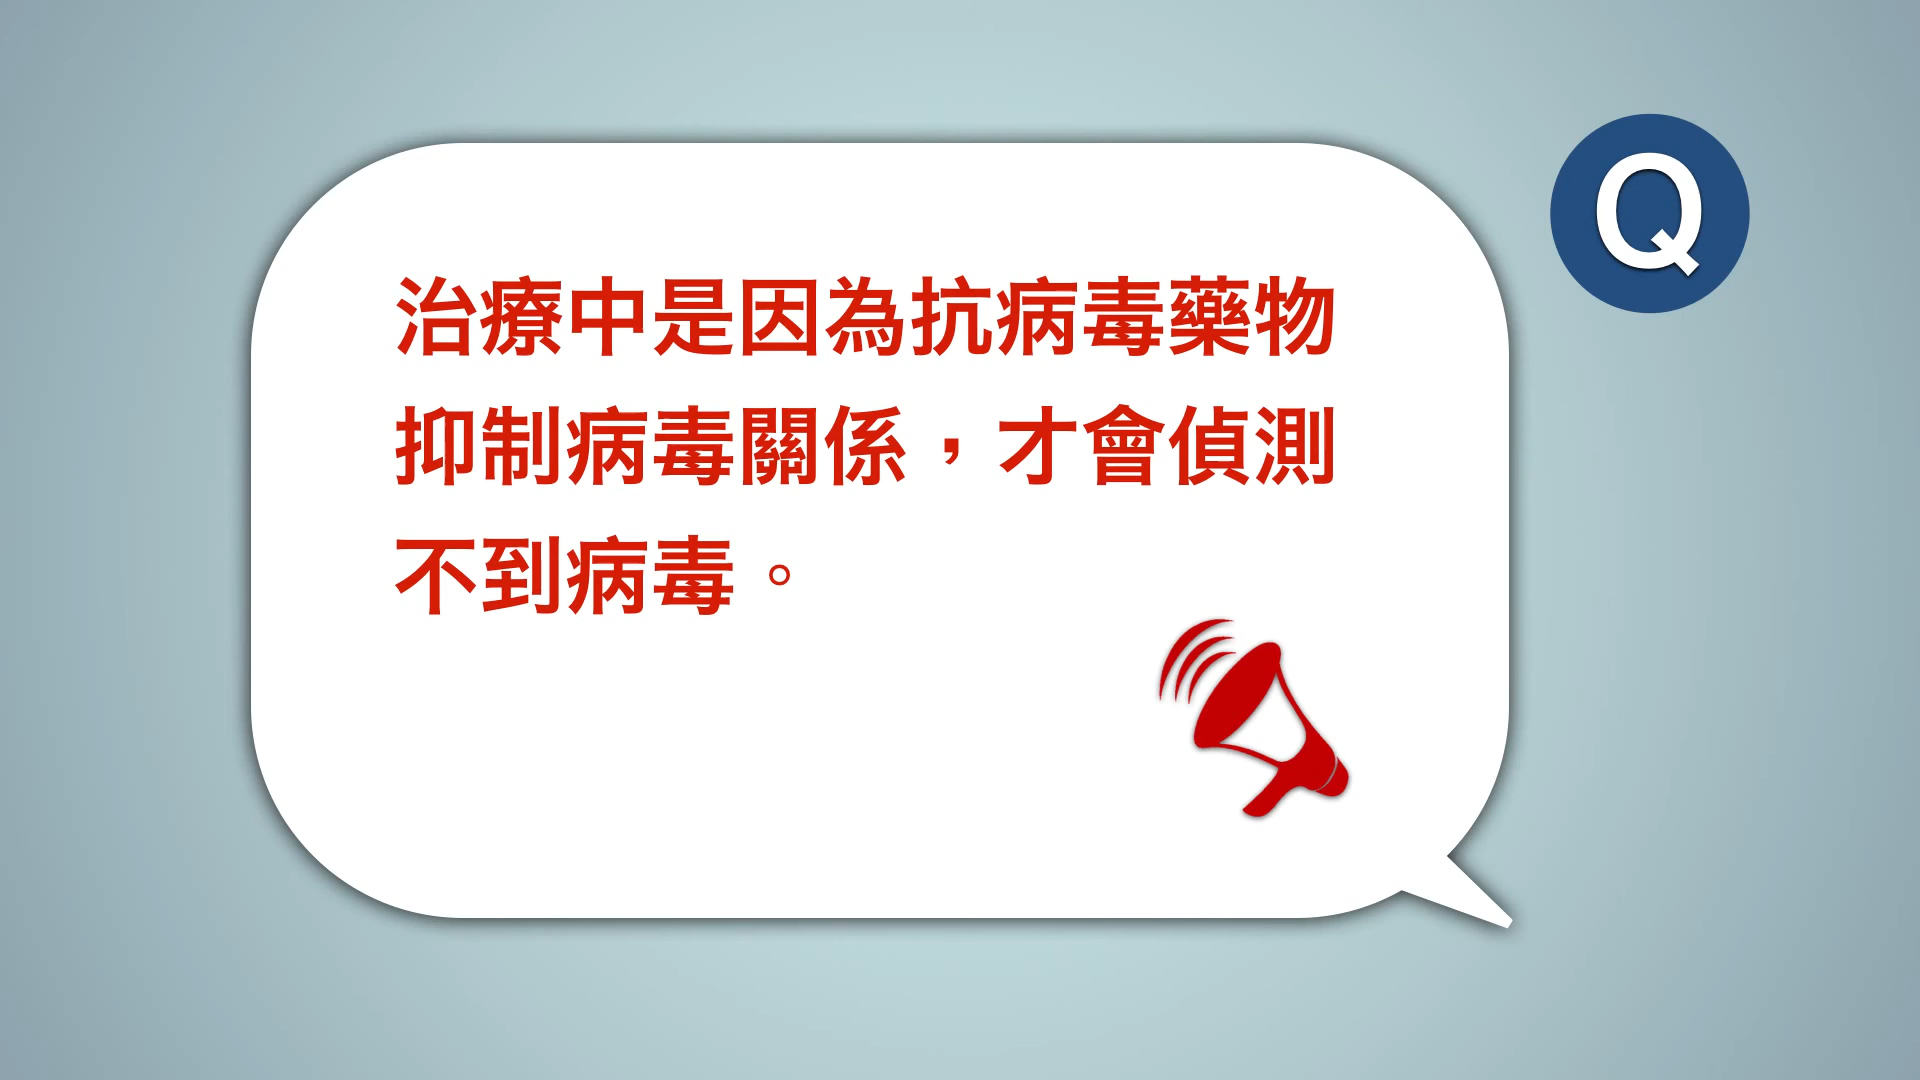 Q
治療中是因為抗病毒藥物
抑制病毒關係，才會偵測
不到病毒。